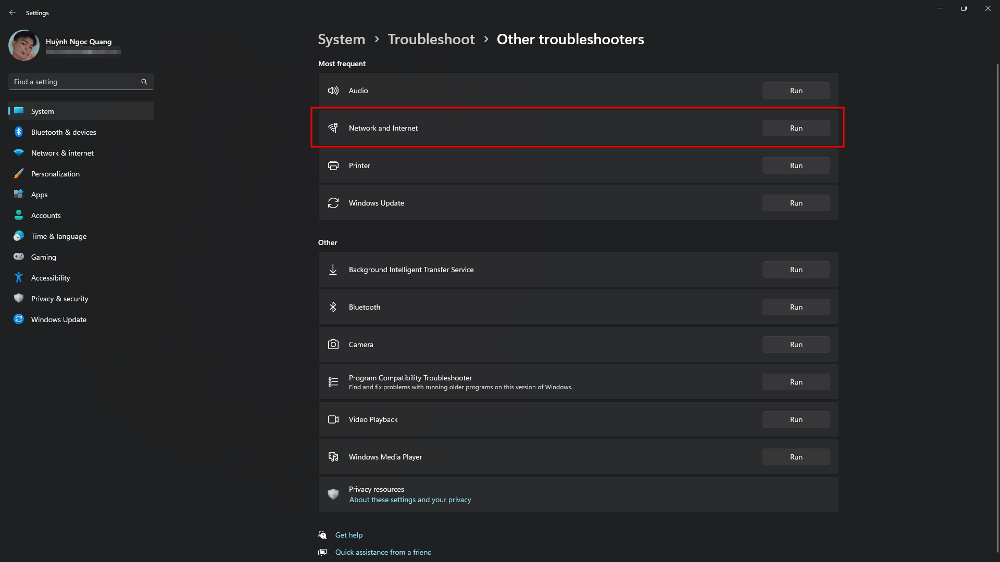 Settings
Huỳnh Ngọc Quang
Find a setting
System
Bluetooth & devices
Network & internet
Personalization
Apps
Accounts
Time & language
Gaming
Accessibility
Privacy & security
Windows Update
System > Troubleshoot > Other troubleshooters
Most frequent
Audio Run
Network and Internet Run
Printer Run
Windows Update Run
Other
Background Intelligent Transfer Service Run
Bluetooth Run
Camera Run
Program Compatibility Troubleshooter
Find and fix problems with running older programs on this version of Windows.
Run
Video Playback Run
Windows Media Player Run
Privacy resources
About these settings and your privacy
Get help
Quick assistance from a friend